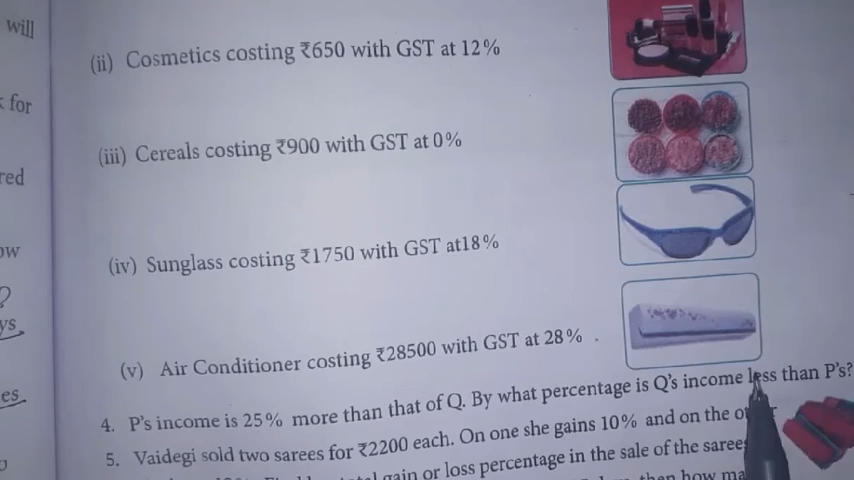 will
(ii) Cosmetics costing ₹650 with GST at 12%
for
(iii) Cereals costing ₹900 with GST at 0%
red
ow
(iv) Sunglass costing ₹1750 with GST at18%
?
ys
(v) Air Conditioner costing ₹28500 with GST at 28%
es
4. P's income is 25% more than that of Q. By what percentage is Q's income less than P's?
5. Vaidegi sold two sarees for ₹2200 each. On one she gains 10% and on the
gain or loss percentage in the sale of the sarees
than how